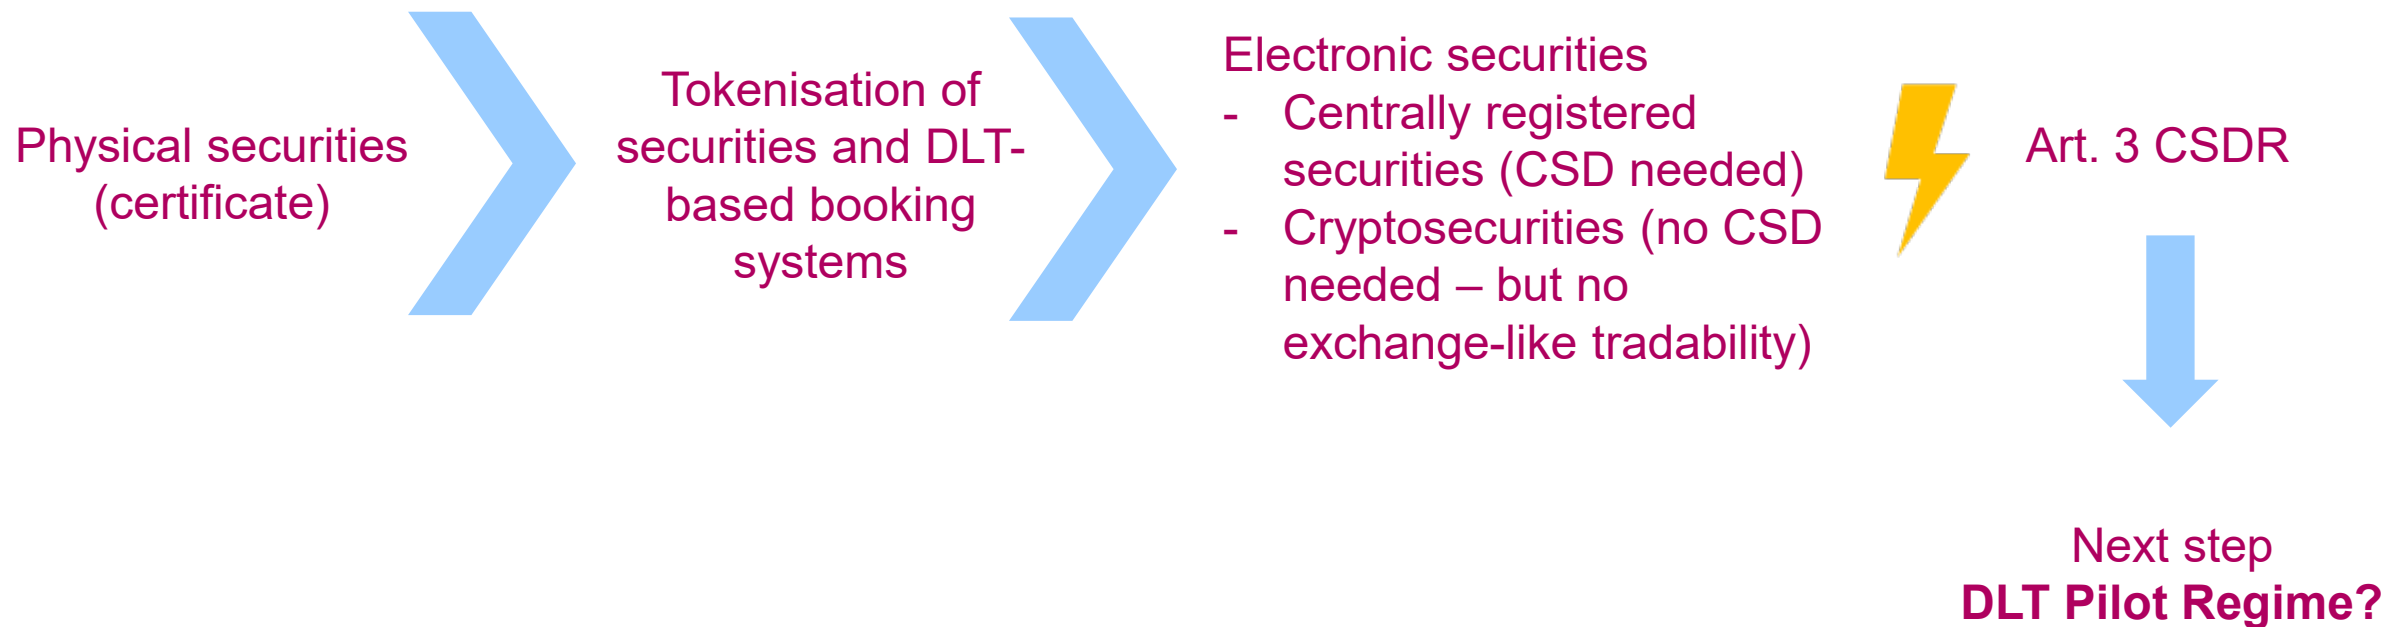 Physical securities
(certificate)
Tokenisation of
securities and DLT-
based booking
systems
Electronic securities
- Centrally registered
securities (CSD needed)
- Cryptosecurities (no CSD
needed – but no
exchange-like tradability)
Art. 3 CSDR
Next step
DLT Pilot Regime?